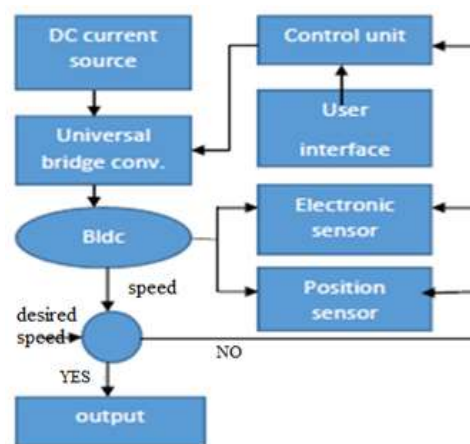 DC current
source
Control unit
Universal
bridge conv.
User
interface
Bldc
Electronic
sensor
speed
Position
sensor
desired
speed
NO
YES
output